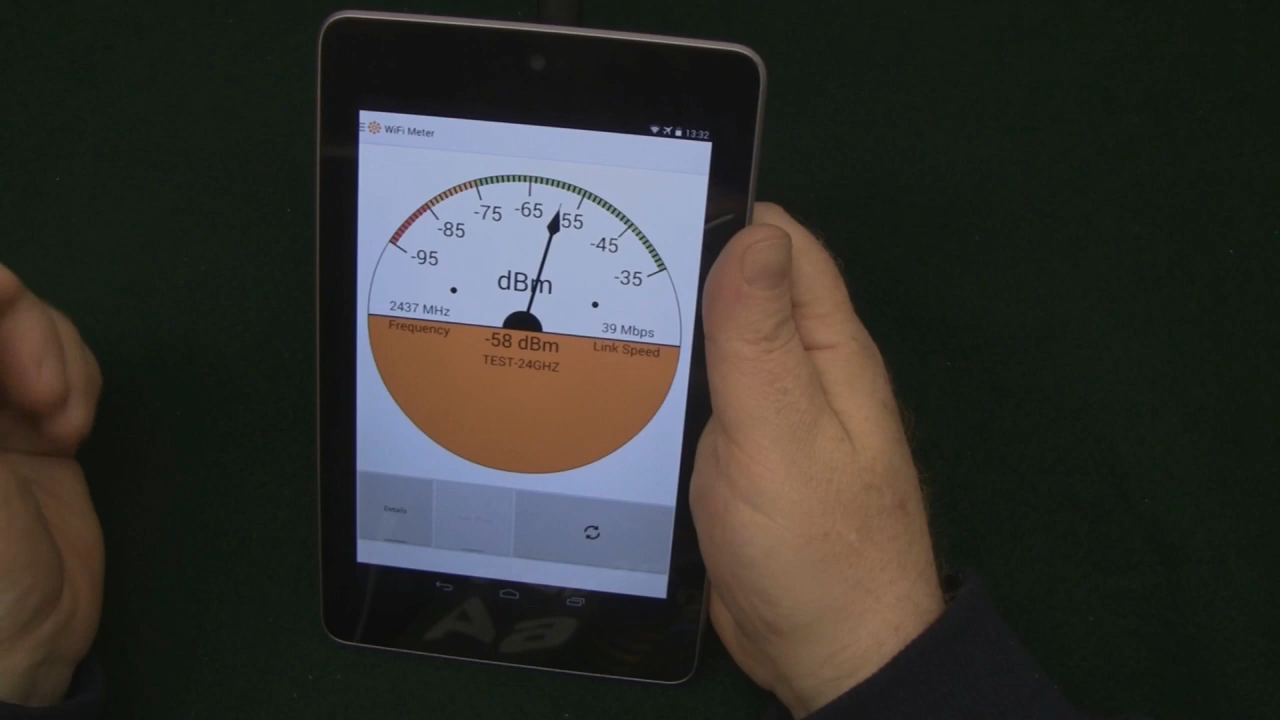 WiFi Meter
13:32
-95
-85
-75
-65
-55
-45
-35
dBm
2437 MHz
Frequency
39 Mbps
Link Speed
-58 dBm
TEST-24GHZ
Details
Aa